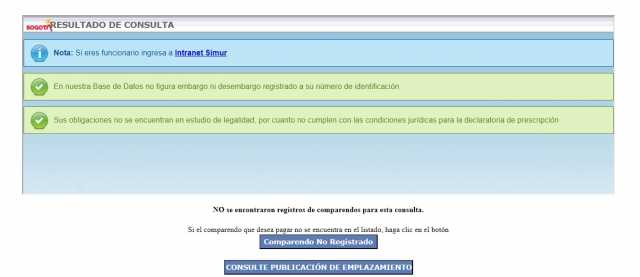 BOGOTÁ RESULTADO DE CONSULTA
Nota: Si eres funcionario ingresa a Intranet Simur
En nuestra Base de Datos no figura embargo ni desembargo registrado a su número de identificación
Sus obligaciones no se encuentran en estudio de legalidad, por cuanto no cumplen con las condiciones jurídicas para la declaratoria de prescripción
NO se encontraron registros de comparendos para esta consulta.
Si el comparendo que desea pagar no se encuentra en el listado, haga clic en el botón
Comparendo No Registrado
CONSULTE PUBLICACIÓN DE EMPLAZAMIENTO